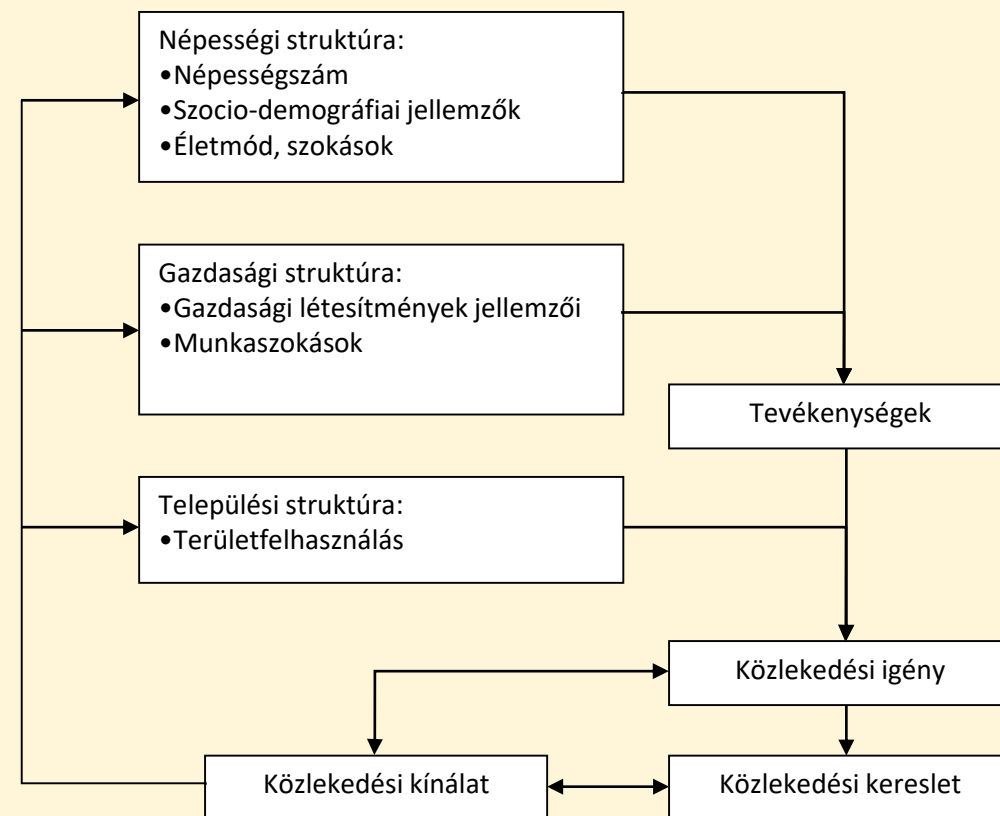 Népességi struktúra:
•Népességszám
•Szocio-demográfiai jellemzők
•Életmód, szokások
Gazdasági struktúra:
•Gazdasági létesítmények jellemzői
•Munkaszokások
Tevékenységek
Települési struktúra:
•Területfelhasználás
Közlekedési igény
Közlekedési kínálat
Közlekedési kereslet